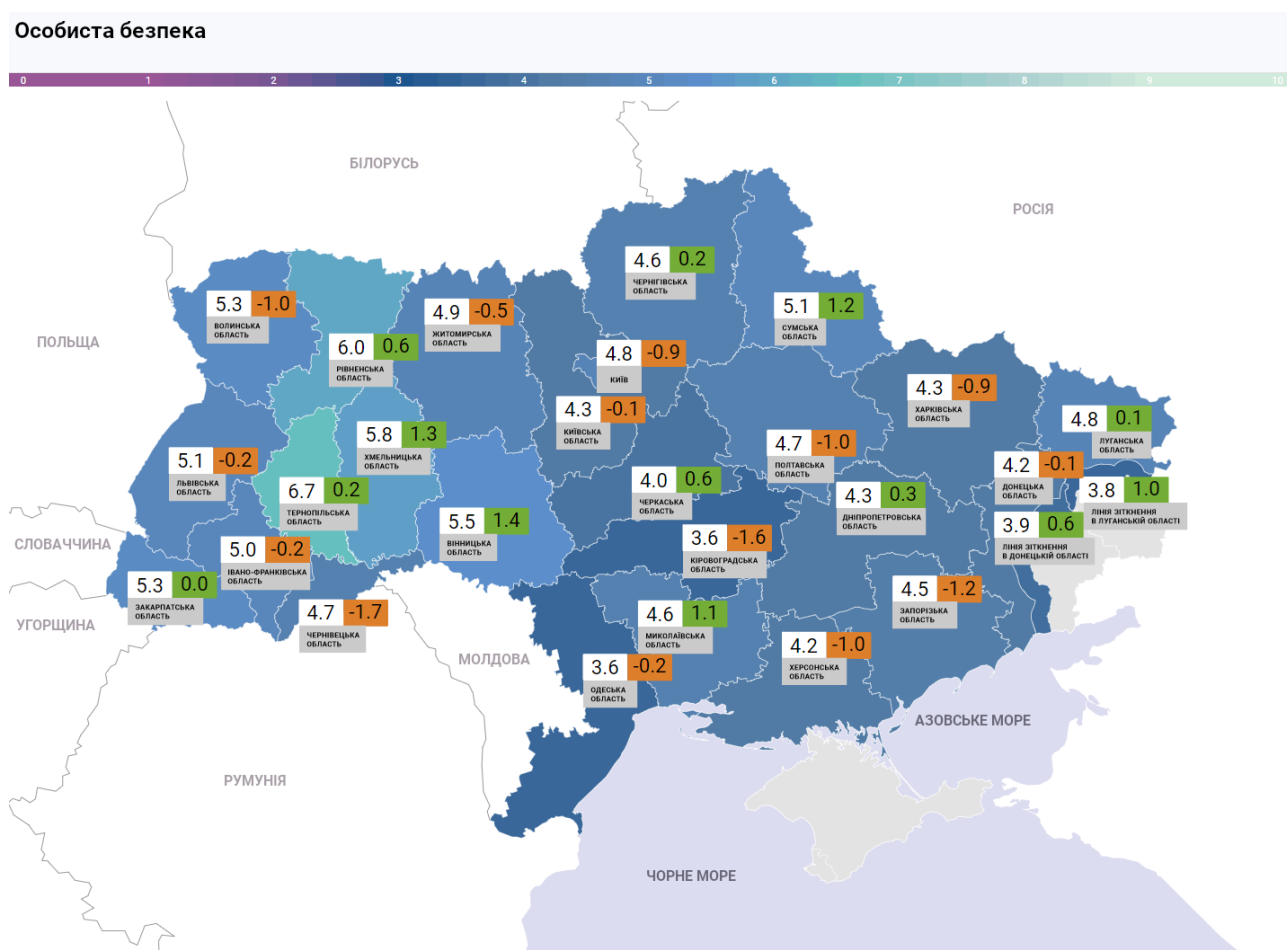 Особиста безпека
0 1 2 3 4 5 6 7 8 9 10
БІЛОРУСЬ
РОСІЯ
ПОЛЬЩА
СЛОВАЧЧИНА
УГОРЩИНА
РУМУНІЯ
МОЛДОВА
АЗОВСЬКЕ МОРЕ
ЧОРНЕ МОРЕ
4.6 0.2
ЧЕРНІГІВСЬКА
ОБЛАСТЬ
5.3 -1.0
ВОЛИНСЬКА
ОБЛАСТЬ
4.9 -0.5
ЖИТОМИРСЬКА
ОБЛАСТЬ
5.1 1.2
СУМСЬКА
ОБЛАСТЬ
6.0 0.6
РІВНЕНСЬКА
ОБЛАСТЬ
4.8 -0.9
КИЇВ
4.3 -0.9
ХАРКІВСЬКА
ОБЛАСТЬ
4.3 -0.1
КИЇВСЬКА
ОБЛАСТЬ
4.8 0.1
ЛУГАНСЬКА
ОБЛАСТЬ
5.8 1.3
ХМЕЛЬНИЦЬКА
ОБЛАСТЬ
4.7 -1.0
ПОЛТАВСЬКА
ОБЛАСТЬ
5.1 -0.2
ЛЬВІВСЬКА
ОБЛАСТЬ
4.2 -0.1
ДОНЕЦЬКА
ОБЛАСТЬ
4.0 0.6
ЧЕРКАСЬКА
ОБЛАСТЬ
6.7 0.2
ТЕРНОПІЛЬСЬКА
ОБЛАСТЬ
4.3 0.3
ДНІПРОПЕТРОВСЬКА
ОБЛАСТЬ
3.8 1.0
ЛІНІЯ ЗІТКНЕННЯ
В ЛУГАНСЬКІЙ ОБЛАСТІ
5.5 1.4
ВІННИЦЬКА
ОБЛАСТЬ
3.9 0.6
ЛІНІЯ ЗІТКНЕННЯ
В ДОНЕЦЬКІЙ ОБЛАСТІ
3.6 -1.6
КІРОВОГРАДСЬКА
ОБЛАСТЬ
5.0 -0.2
ІВАНО-ФРАНКІВСЬКА
ОБЛАСТЬ
5.3 0.0
ЗАКАРПАТСЬКА
ОБЛАСТЬ
4.5 -1.2
ЗАПОРІЗЬКА
ОБЛАСТЬ
4.7 -1.7
ЧЕРНІВЕЦЬКА
ОБЛАСТЬ
4.6 1.1
МИКОЛАЇВСЬКА
ОБЛАСТЬ
4.2 -1.0
ХЕРСОНСЬКА
ОБЛАСТЬ
3.6 -0.2
ОДЕСЬКА
ОБЛАСТЬ